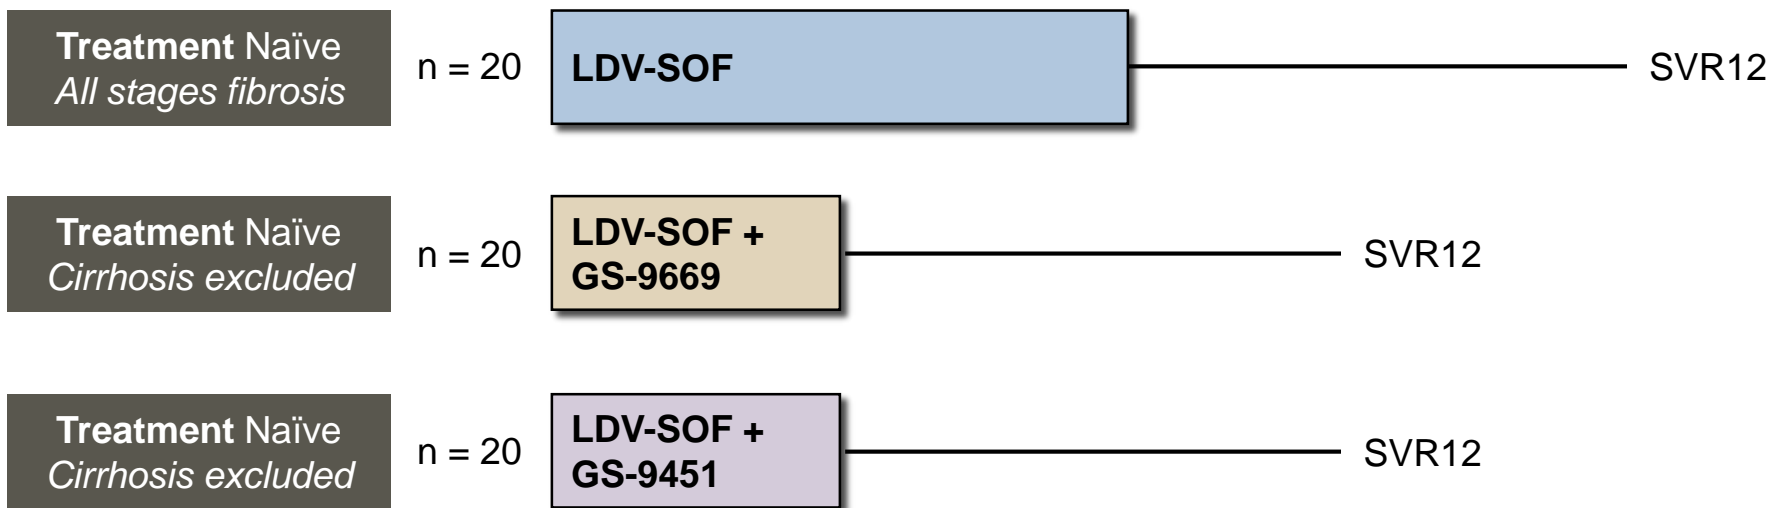 Treatment Naïve
All stages fibrosis
n = 20
LDV-SOF
SVR12
Treatment Naïve
Cirrhosis excluded
n = 20
LDV-SOF +
GS-9669
SVR12
Treatment Naïve
Cirrhosis excluded
n = 20
LDV-SOF +
GS-9451
SVR12